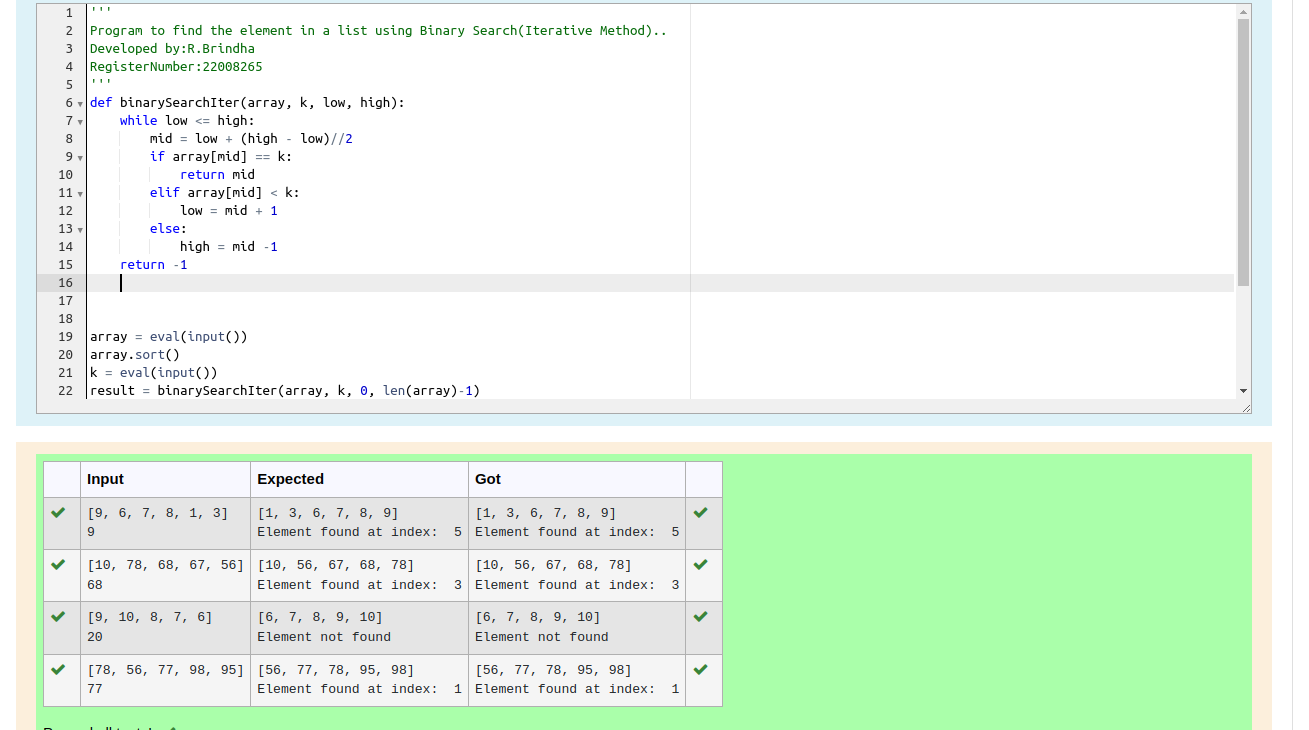 1 '''
2 Program to find the element in a list using Binary Search(Iterative Method)..
3 Developed by:R.Brindha
4 RegisterNumber:22008265
5 '''
6 def binarySearchIter(array, k, low, high):
7     while low <= high:
8         mid = low + (high - low)//2
9         if array[mid] == k:
10             return mid
11         elif array[mid] < k:
12             low = mid + 1
13         else:
14             high = mid -1
15     return -1
16
17
18
19 array = eval(input())
20 array.sort()
21 k = eval(input())
22 result = binarySearchIter(array, k, 0, len(array)-1)
Input Expected Got
[9, 6, 7, 8, 1, 3] [1, 3, 6, 7, 8, 9] [1, 3, 6, 7, 8, 9]
9 Element found at index:  5 Element found at index:  5
[10, 78, 68, 67, 56] [10, 56, 67, 68, 78] [10, 56, 67, 68, 78]
68 Element found at index:  3 Element found at index:  3
[9, 10, 8, 7, 6] [6, 7, 8, 9, 10] [6, 7, 8, 9, 10]
20 Element not found Element not found
[78, 56, 77, 98, 95] [56, 77, 78, 95, 98] [56, 77, 78, 95, 98]
77 Element found at index:  1 Element found at index:  1